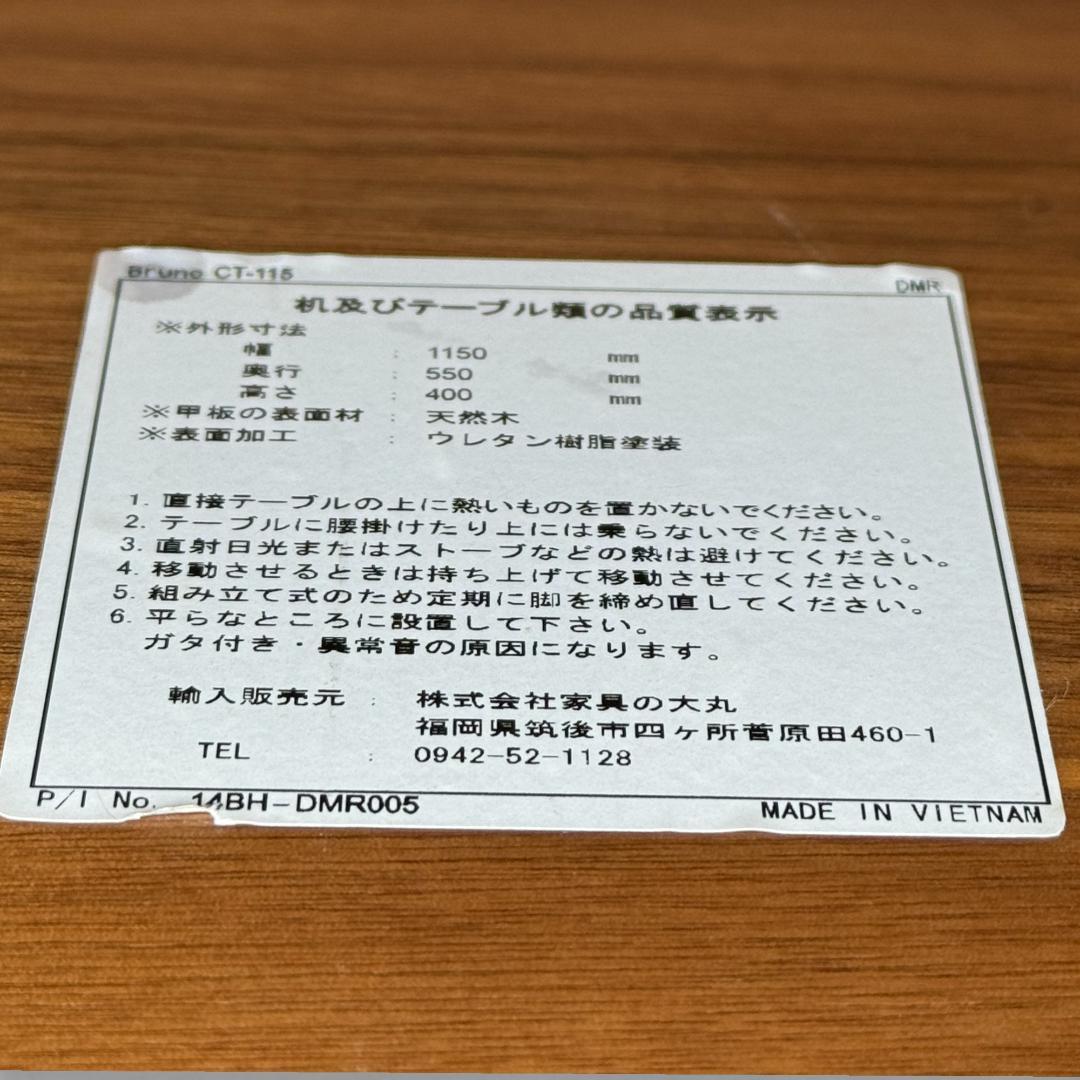 Bruno CT-115 DMR
机及びテーブル類の品質表示
※外形寸法
幅 : 1150 mm
奥行 : 550 mm
高さ : 400 mm
※甲板の表面材 : 天然木
※表面加工 : ウレタン樹脂塗装
1. 直接テーブルの上に熱いものを置かないでください。
2. テーブルに腰掛けたり上には乗らないでください。
3. 直射日光またはストーブなどの熱は避けてください。
4. 移動させるときは持ち上げて移動させてください。
5. 組み立て式のため定期に脚を締め直してください。
6. 平らなところに設置して下さい。
ガタ付き・異常音の原因になります。
輸入販売元 : 株式会社家具の大丸
福岡県筑後市四ヶ所菅原田460-1
TEL : 0942-52-1128
P/I No. 14BH-DMR005 MADE IN VIETNAM